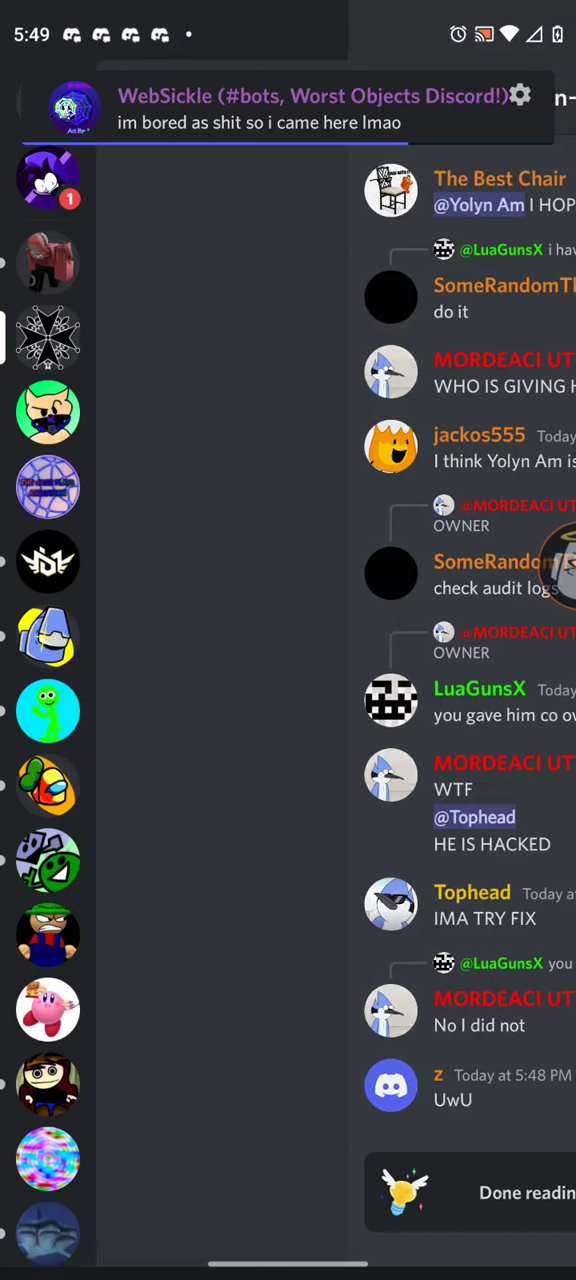 5:49
WebSickle (#bots, Worst Objects Discord!)
im bored as shit so i came here lmao
1
The Best Chair
@Yolyn Am I HOP
@LuaGunsX i hav
SomeRandomTh
do it
MORDEACI UT
WHO IS GIVING H
jackos555 Today
I think Yolyn Am is
@MORDEACI UT
OWNER
SomeRandomT
check audit logs
@MORDEACI UT
OWNER
LuaGunsX Today
you gave him co ow
MORDEACI UT
WTF
@Tophead
HE IS HACKED
Tophead Today at
IMA TRY FIX
@LuaGunsX you
MORDEACI UT
No I did not
z Today at 5:48 PM
UwU
Done readin